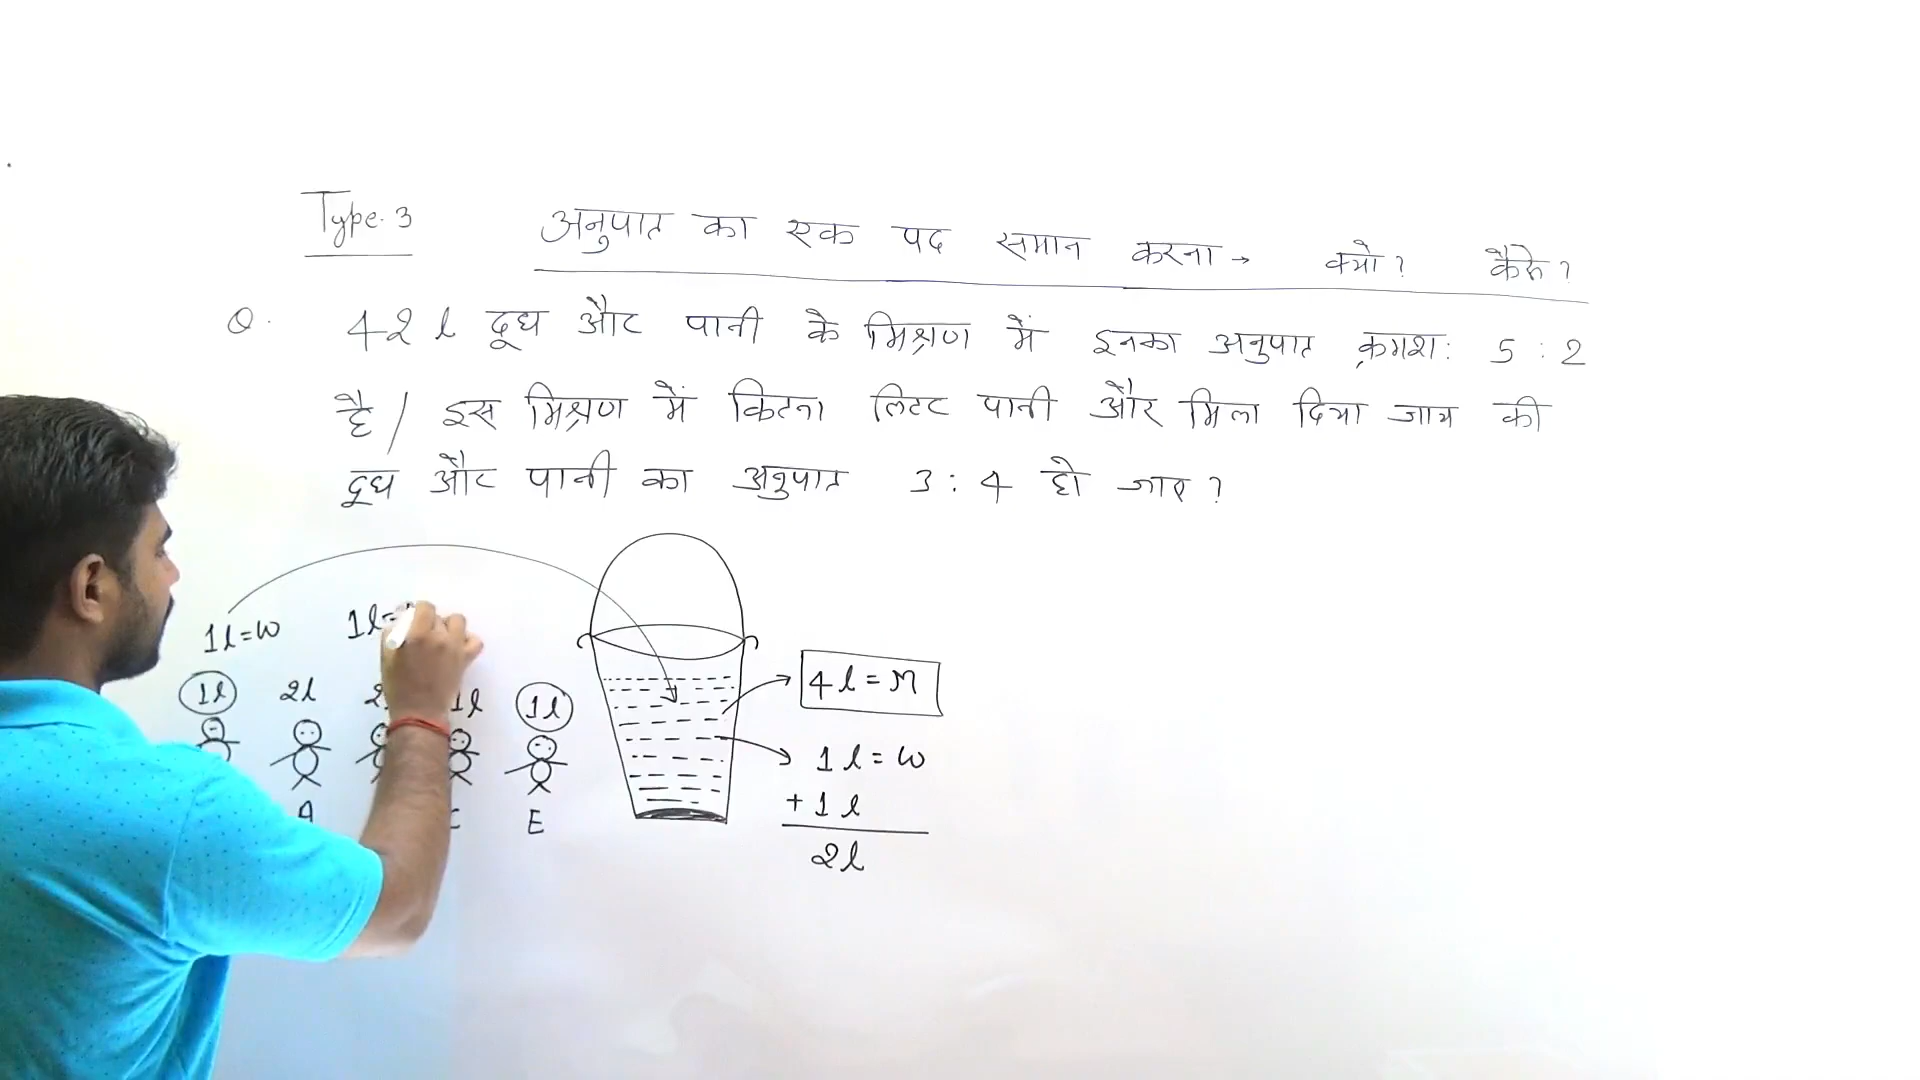 Type-3 अनुपात का एक पद समान करना → क्यो? कैसे?
Q. 42 l दूध और पानी के मिश्रण में इनका अनुपात क्रमश: 5 : 2
है / इस मिश्रण में कितना लिटर पानी और मिला दिया जाय की
दूध और पानी का अनुपात 3 : 4 हो जाए ?
1l=W 1l=
1l 2l 1l 1l
4l=M
1l=W
+1l
2l
A E